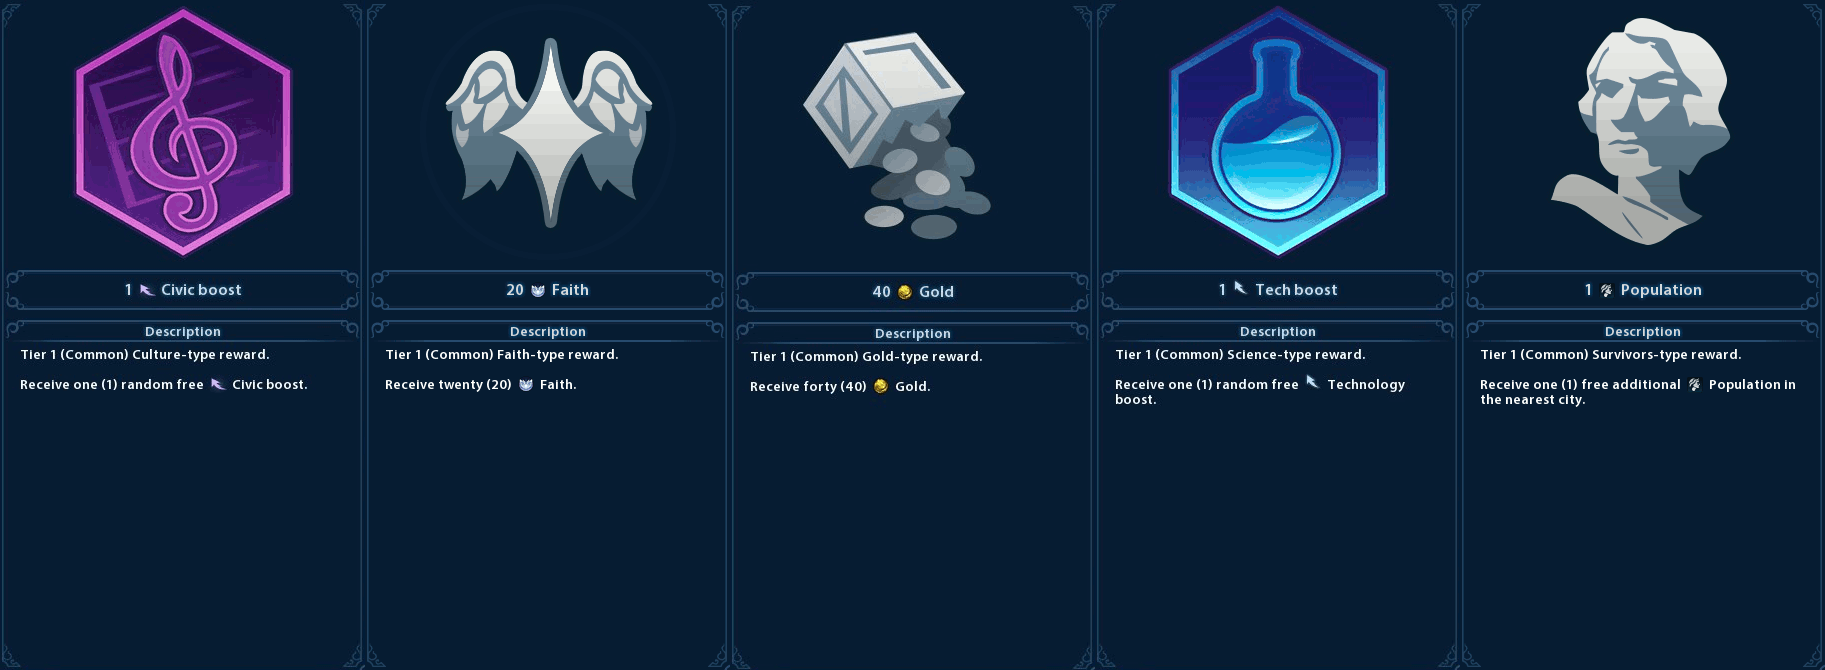 1 Civic boost
Description
Tier 1 (Common) Culture-type reward.
Receive one (1) random free Civic boost.
20 Faith
Description
Tier 1 (Common) Faith-type reward.
Receive twenty (20) Faith.
40 Gold
Description
Tier 1 (Common) Gold-type reward.
Receive forty (40) Gold.
1 Tech boost
Description
Tier 1 (Common) Science-type reward.
Receive one (1) random free Technology
boost.
1 Population
Description
Tier 1 (Common) Survivors-type reward.
Receive one (1) free additional Population in
the nearest city.